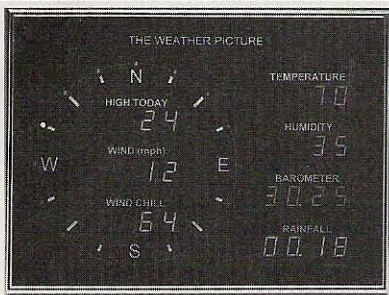 THE WEATHER PICTURE
N
HIGH TODAY
24
WIND (mph)
12
W
E
WIND CHILL
64
S
TEMPERATURE
70
HUMIDITY
35
BAROMETER
30.25
RAINFALL
00.18